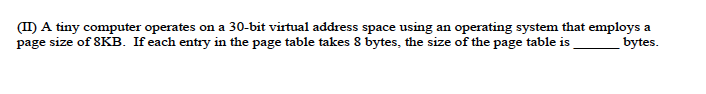 (II) A tiny computer operates on a 30-bit virtual address space using an operating system that employs a
page size of 8KB. If each entry in the page table takes 8 bytes, the size of the page table is _______ bytes.